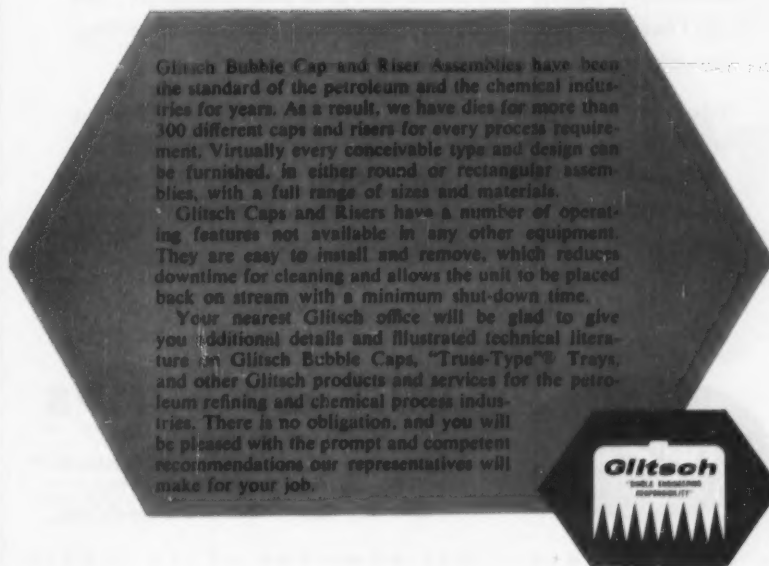 Glitsch Bubble Cap and Riser Assemblies have been
the standard of the petroleum and the chemical indus-
tries for years. As a result, we have dies for more than
300 different caps and risers for every process require-
ment. Virtually every conceivable type and design can
be furnished, in either round or rectangular assem-
blies, with a full range of sizes and materials.
Glitsch Caps and Risers have a number of operat-
ing features not available in any other equipment.
They are easy to install and remove, which reduces
downtime for cleaning and allows the unit to be placed
back on stream with a minimum shut-down time.
Your nearest Glitsch office will be glad to give
you additional details and illustrated technical litera-
ture on Glitsch Bubble Caps, "Truss-Type"® Trays,
and other Glitsch products and services for the petro-
leum refining and chemical process indus-
tries. There is no obligation, and you will
be pleased with the prompt and competent
recommendations our representatives will
make for your job.
Glitsch
"SINGLE ENGINEERING
RESPONSIBILITY"